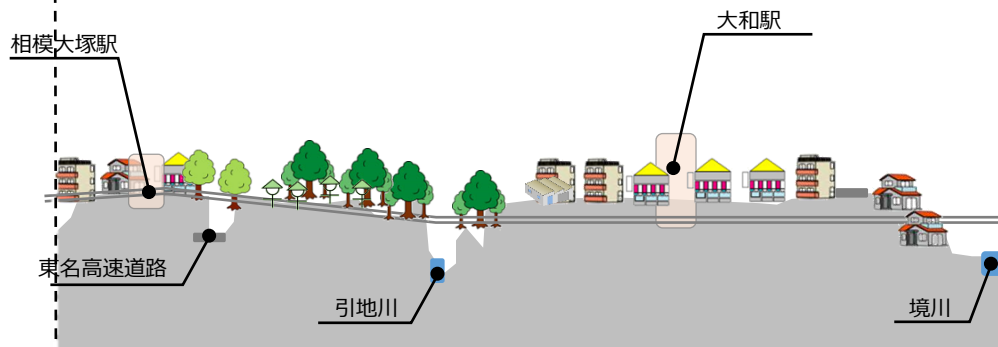 大和駅
相模大塚駅
東名高速道路
引地川
境川